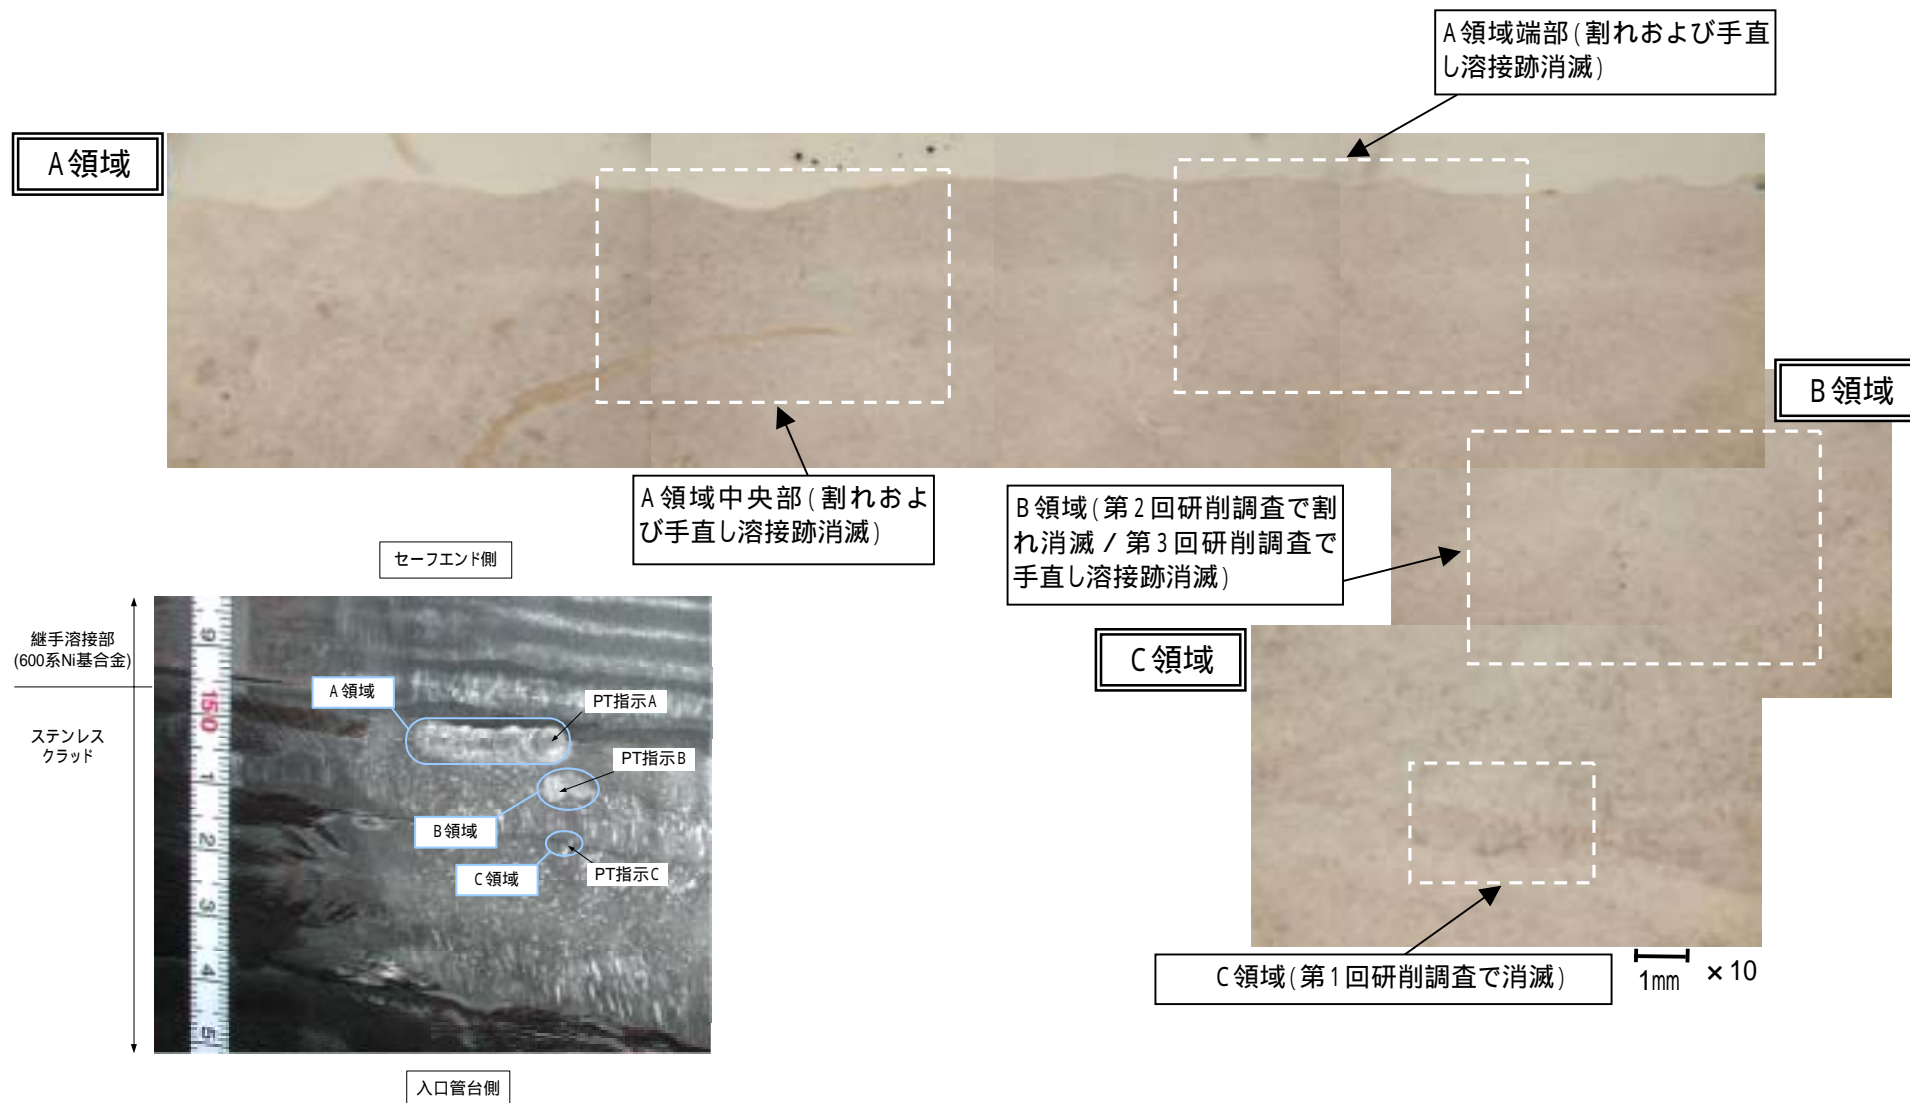 A領域端部(割れおよび手直
し溶接跡消滅)
A領域
B領域
A領域中央部(割れおよ
び手直し溶接跡消滅)
B領域(第2回研削調査で割
れ消滅/第3回研削調査で
手直し溶接跡消滅)
C領域
C領域(第1回研削調査で消滅)
1mm ×10
セーフエンド側
継手溶接部
(600系Ni基合金)
ステンレス
クラッド
A領域
PT指示A
PT指示B
B領域
C領域
PT指示C
9
150
1
2
3
4
5
入口管台側